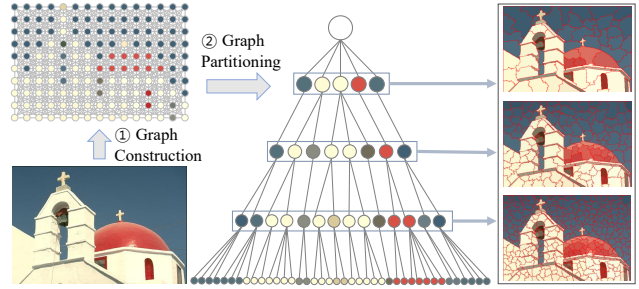 ② Graph
Partitioning
① Graph
Construction